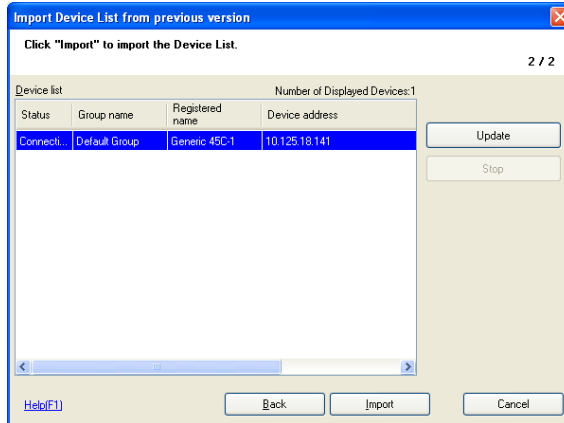 Import Device List from previous version
Click "Import" to import the Device List.
2 / 2
Device list
Number of Displayed Devices:1
Status Group name Registered name Device address
Connecti... Default Group Generic 45C-1 10.125.18.141
Update
Stop
Help(F1)
Back
Import
Cancel